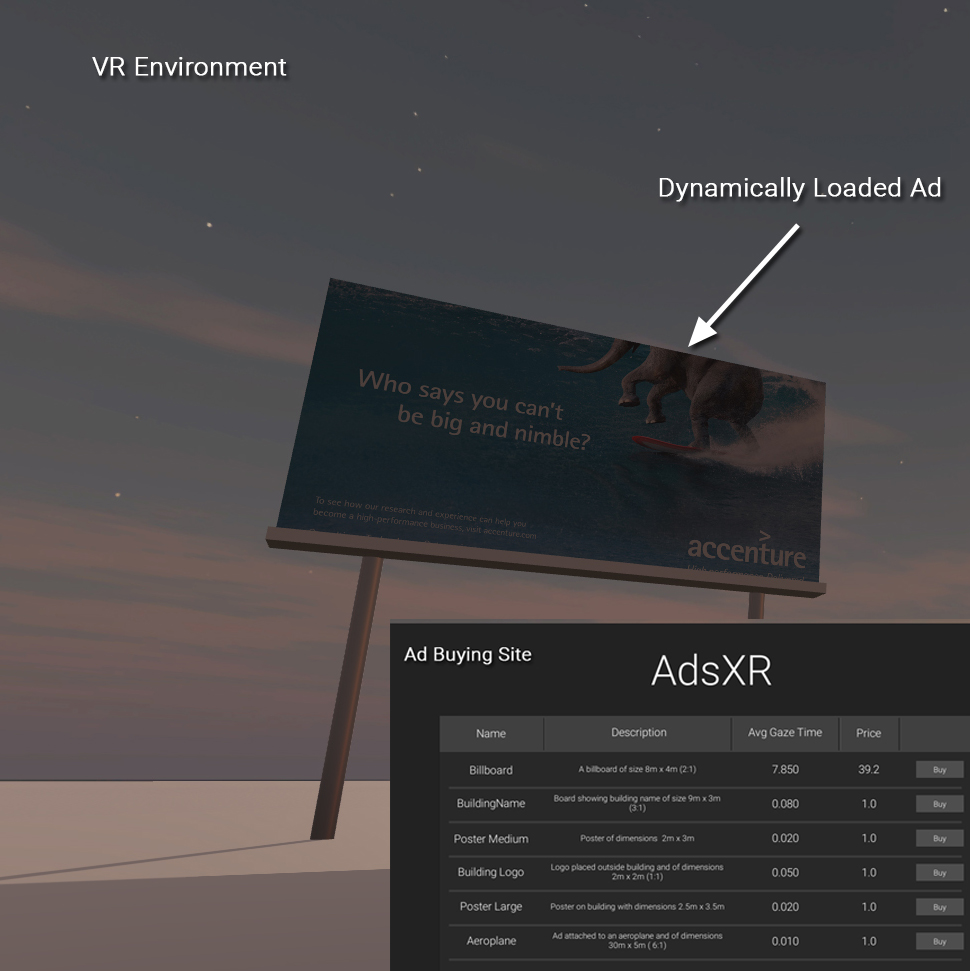 VR Environment
Dynamically Loaded Ad
Who says you can't
be big and nimble?
To see how our research and experience can help you
become a high-performance business, visit accenture.com
>
accenture
Ad Buying Site
AdsXR
Name Description Avg Gaze Time Price
Billboard A billboard of size 8m x 4m (2:1) 7.850 39.2 Buy
BuildingName Board showing building name of size 9m x 3m
(3:1) 0.080 1.0 Buy
Poster Medium Poster of dimensions 2m x 3m 0.020 1.0 Buy
Building Logo Logo placed outside building and of dimensions
2m x 2m (1:1) 0.050 1.0 Buy
Poster Large Poster on building with dimensions 2.5m x 3.5m 0.020 1.0 Buy
Aeroplane Ad attached to an aeroplane and of dimensions
30m x 5m ( 6:1) 0.010 1.0 Buy